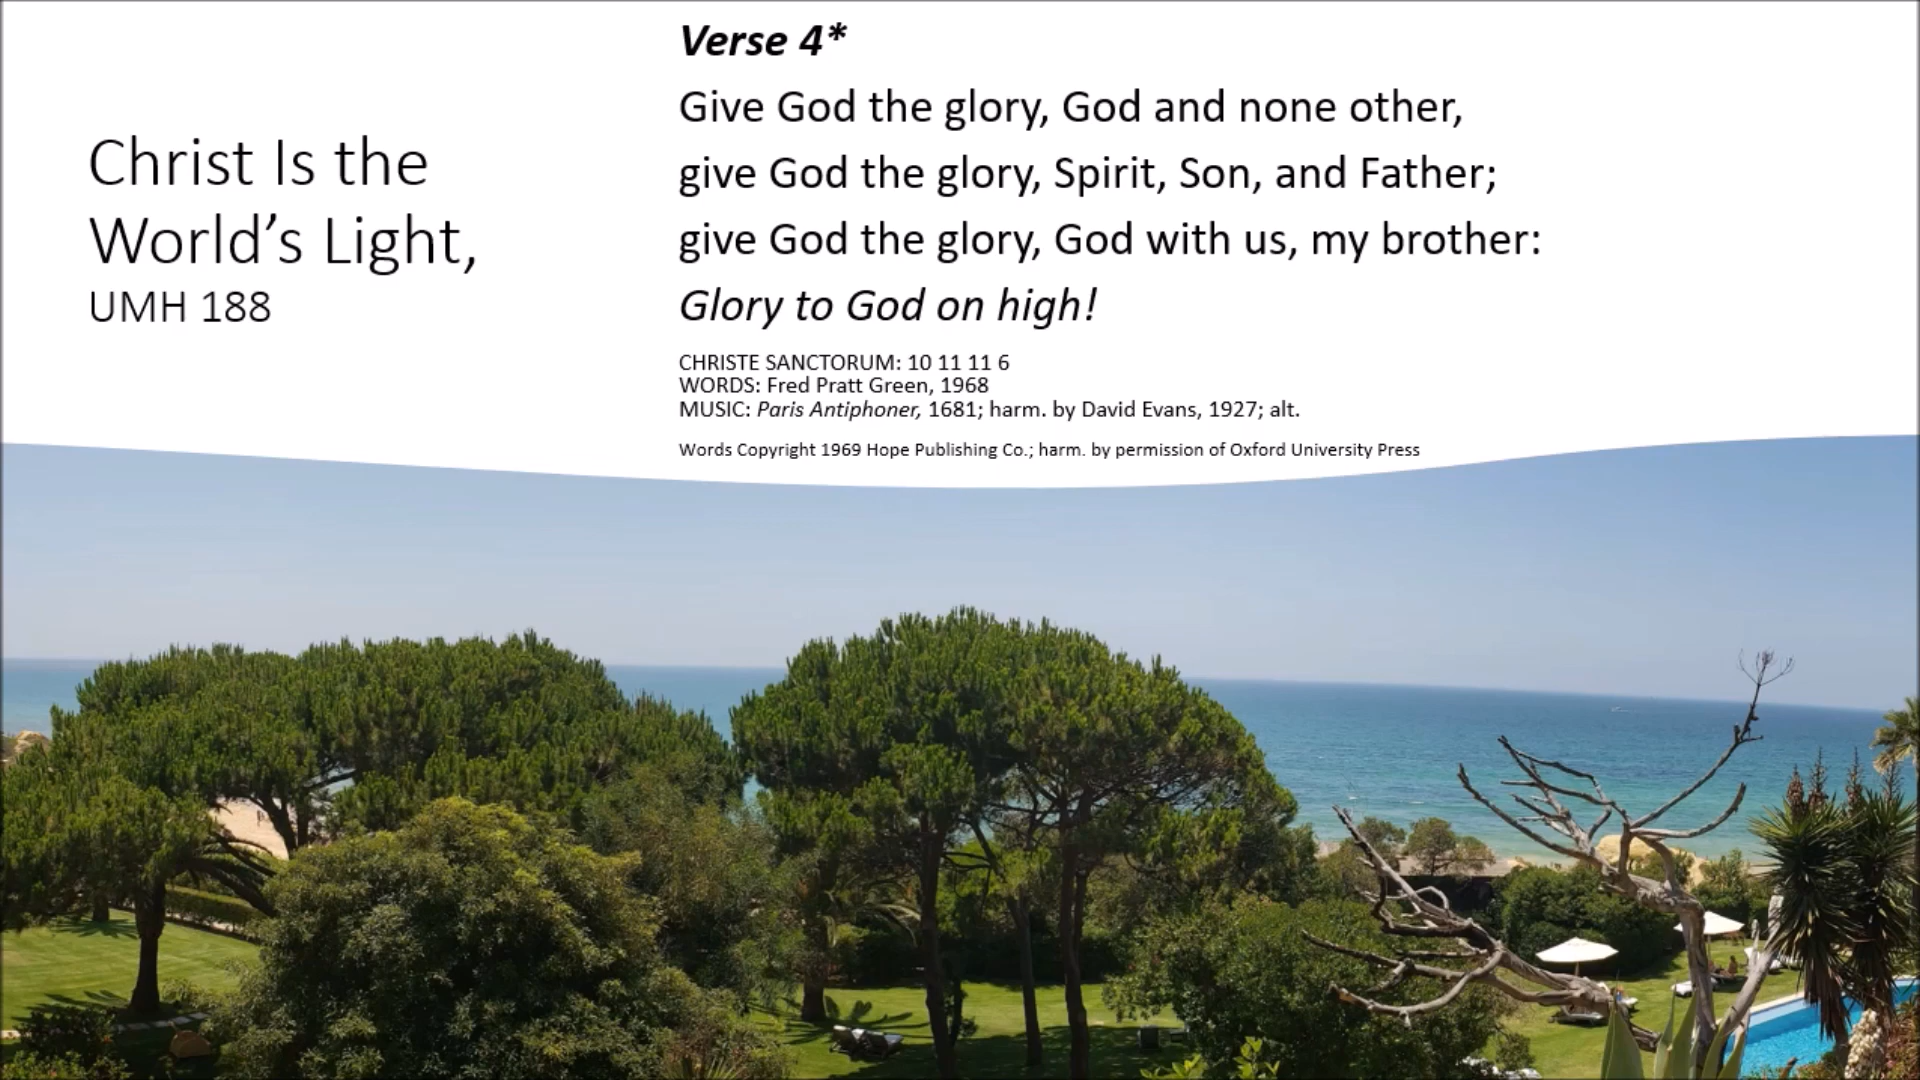 Christ Is the
World’s Light,
UMH 188
Verse 4*
Give God the glory, God and none other,
give God the glory, Spirit, Son, and Father;
give God the glory, God with us, my brother:
Glory to God on high!
CHRISTE SANCTORUM: 10 11 11 6
WORDS: Fred Pratt Green, 1968
MUSIC: Paris Antiphoner, 1681; harm. by David Evans, 1927; alt.
Words Copyright 1969 Hope Publishing Co.; harm. by permission of Oxford University Press